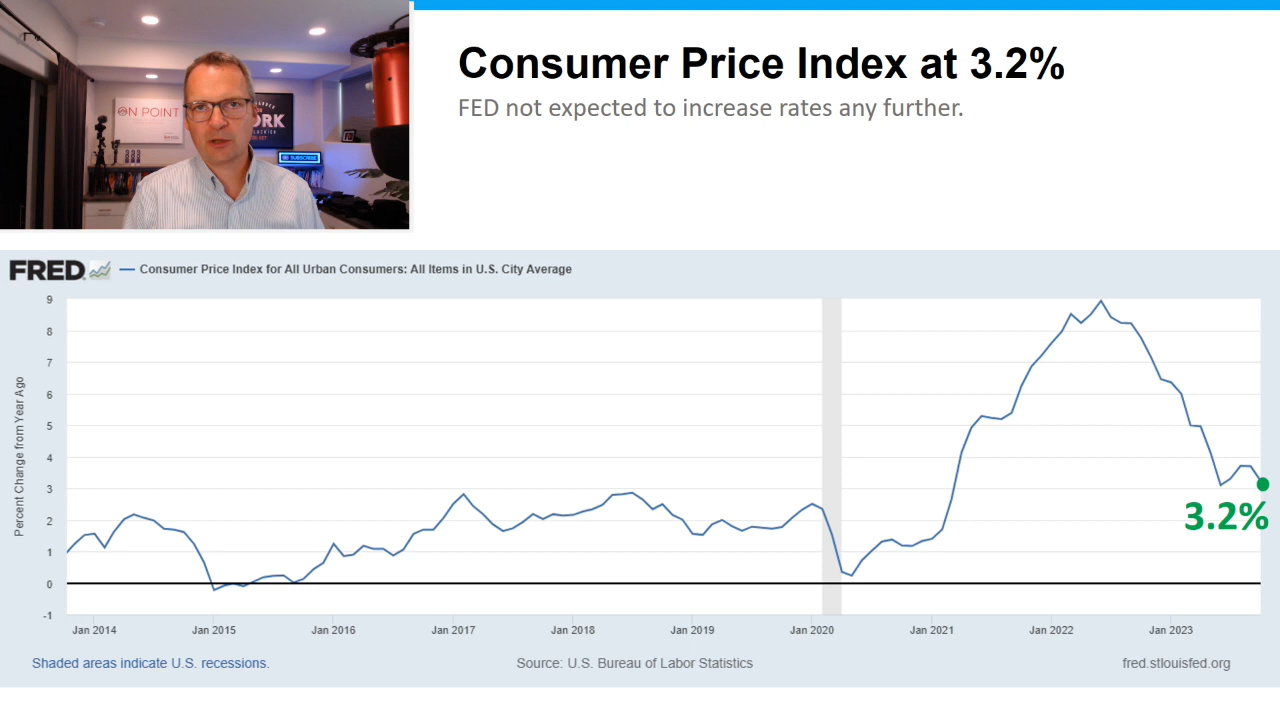 Consumer Price Index at 3.2%
FED not expected to increase rates any further.
ON POINT
ORK
SUBSCRIBE
FRED
Consumer Price Index for All Urban Consumers: All Items in U.S. City Average
Percent Change from Year Ago
9
8
7
6
5
4
3
2
1
0
-1
3.2%
Jan 2014 Jan 2015 Jan 2016 Jan 2017 Jan 2018 Jan 2019 Jan 2020 Jan 2021 Jan 2022 Jan 2023
Shaded areas indicate U.S. recessions. Source: U.S. Bureau of Labor Statistics fred.stlouisfed.org